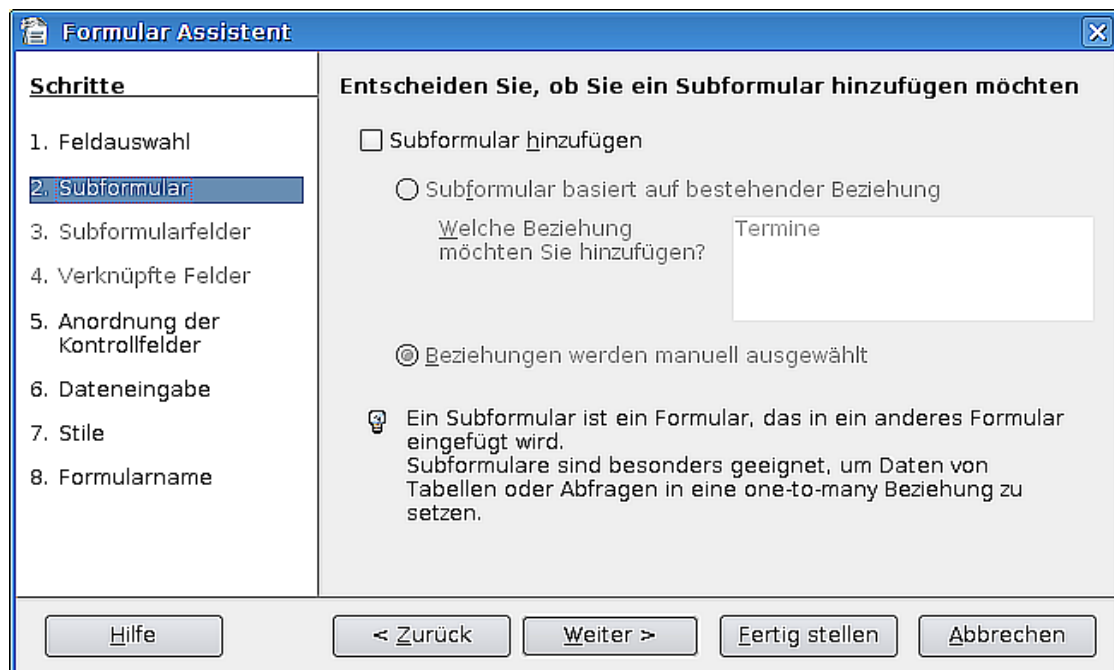 Formular Assistent
Schritte
1. Feldauswahl
2. Subformular
3. Subformularfelder
4. Verknüpfte Felder
5. Anordnung der
Kontrollfelder
6. Dateneingabe
7. Stile
8. Formularname
Entscheiden Sie, ob Sie ein Subformular hinzufügen möchten
Subformular hinzufügen
Subformular basiert auf bestehender Beziehung
Welche Beziehung
möchten Sie hinzufügen?
Termine
Beziehungen werden manuell ausgewählt
Ein Subformular ist ein Formular, das in ein anderes Formular
eingefügt wird.
Subformulare sind besonders geeignet, um Daten von
Tabellen oder Abfragen in eine one-to-many Beziehung zu
setzen.
Hilfe
< Zurück
Weiter >
Fertig stellen
Abbrechen